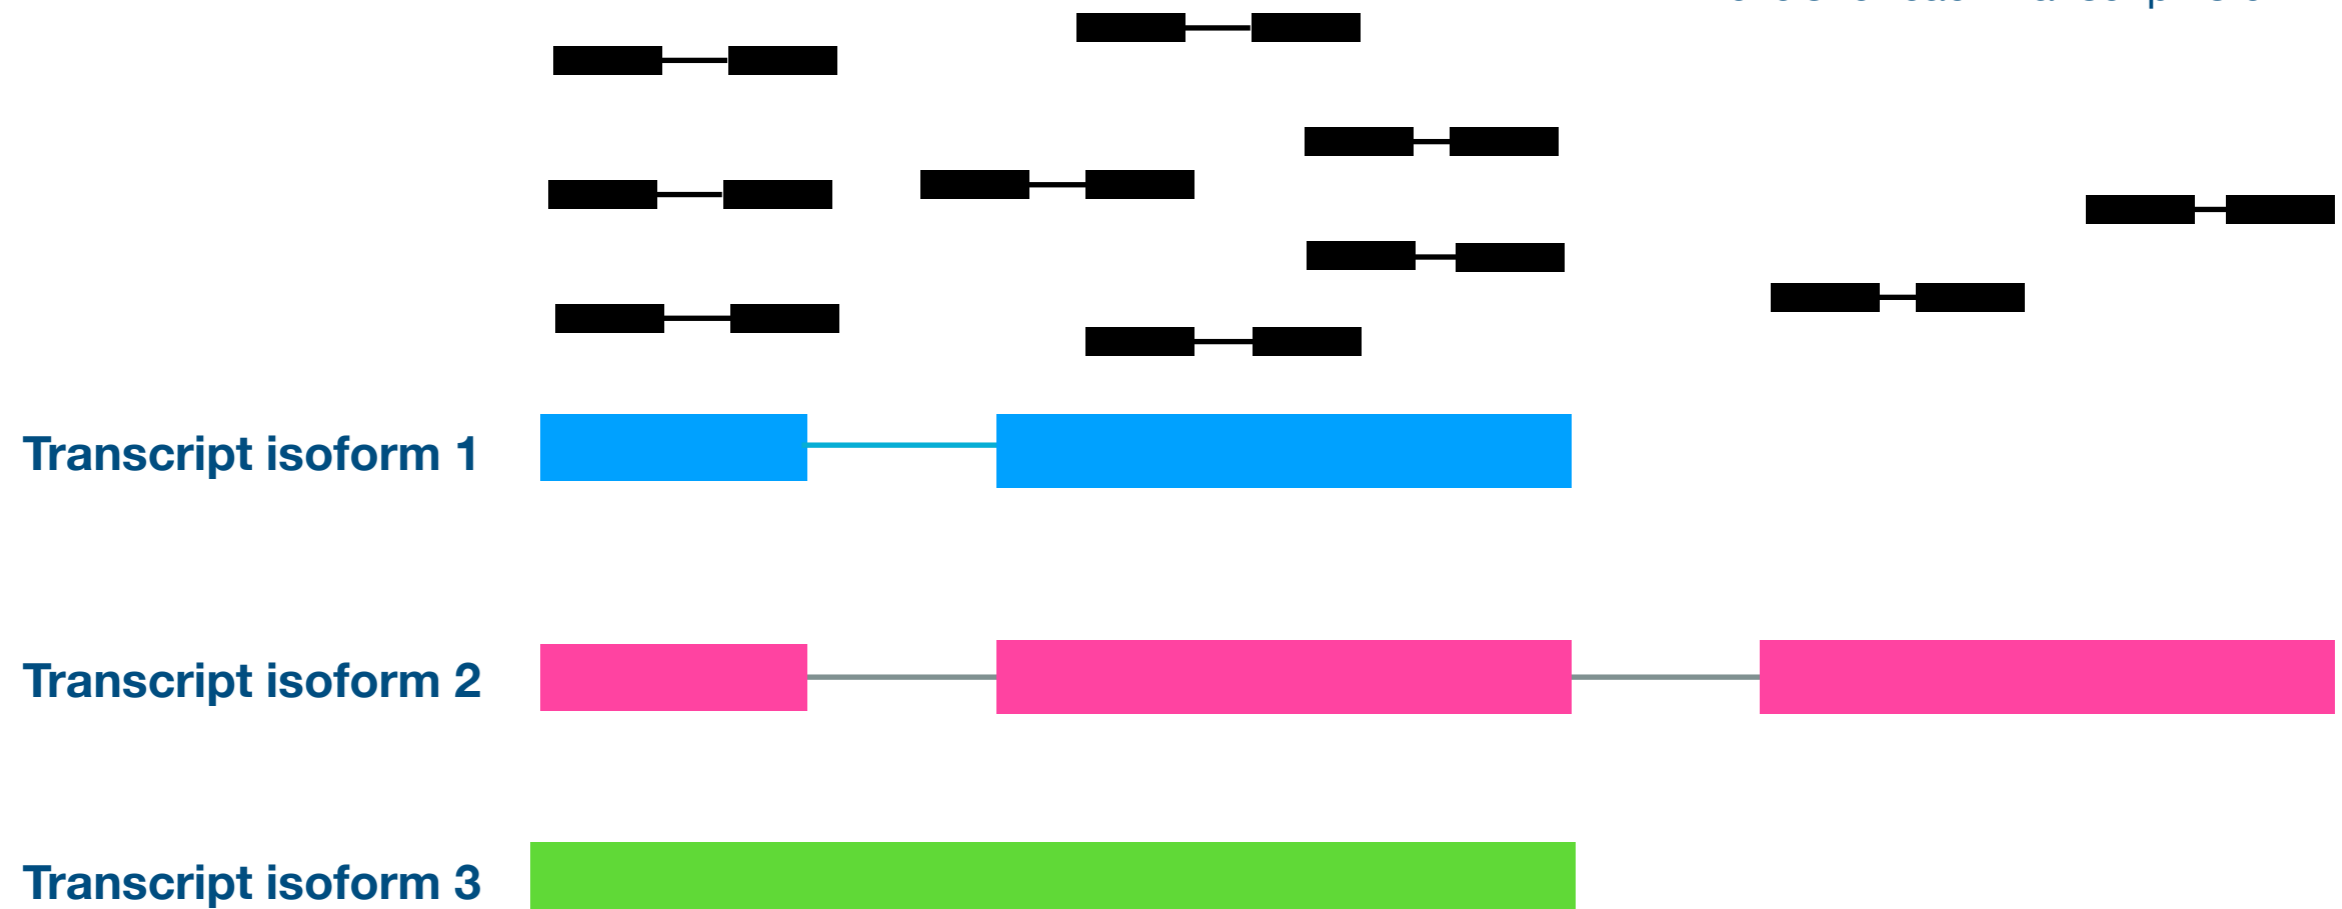 Transcript isoform 1
Transcript isoform 2
Transcript isoform 3